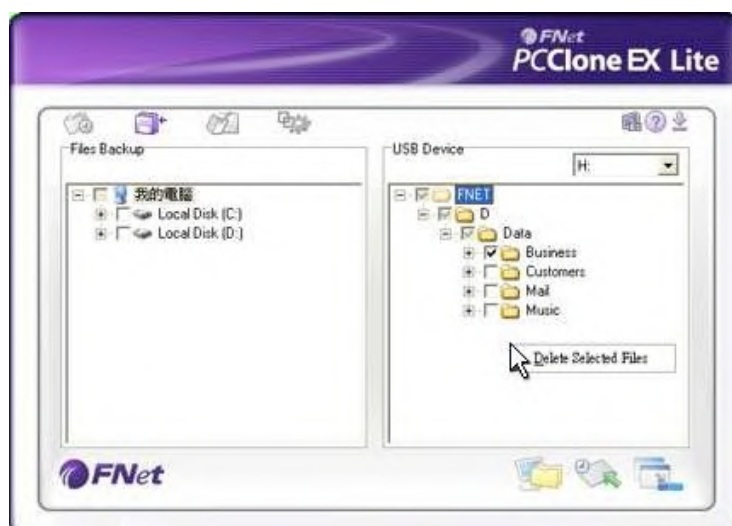 FNet
PCClone EX Lite
Files Backup
USB Device
H:
我的電腦
Local Disk (C:)
Local Disk (D:)
FNET
D
Data
Business
Customers
Mail
Music
Delete Selected Files
FNet